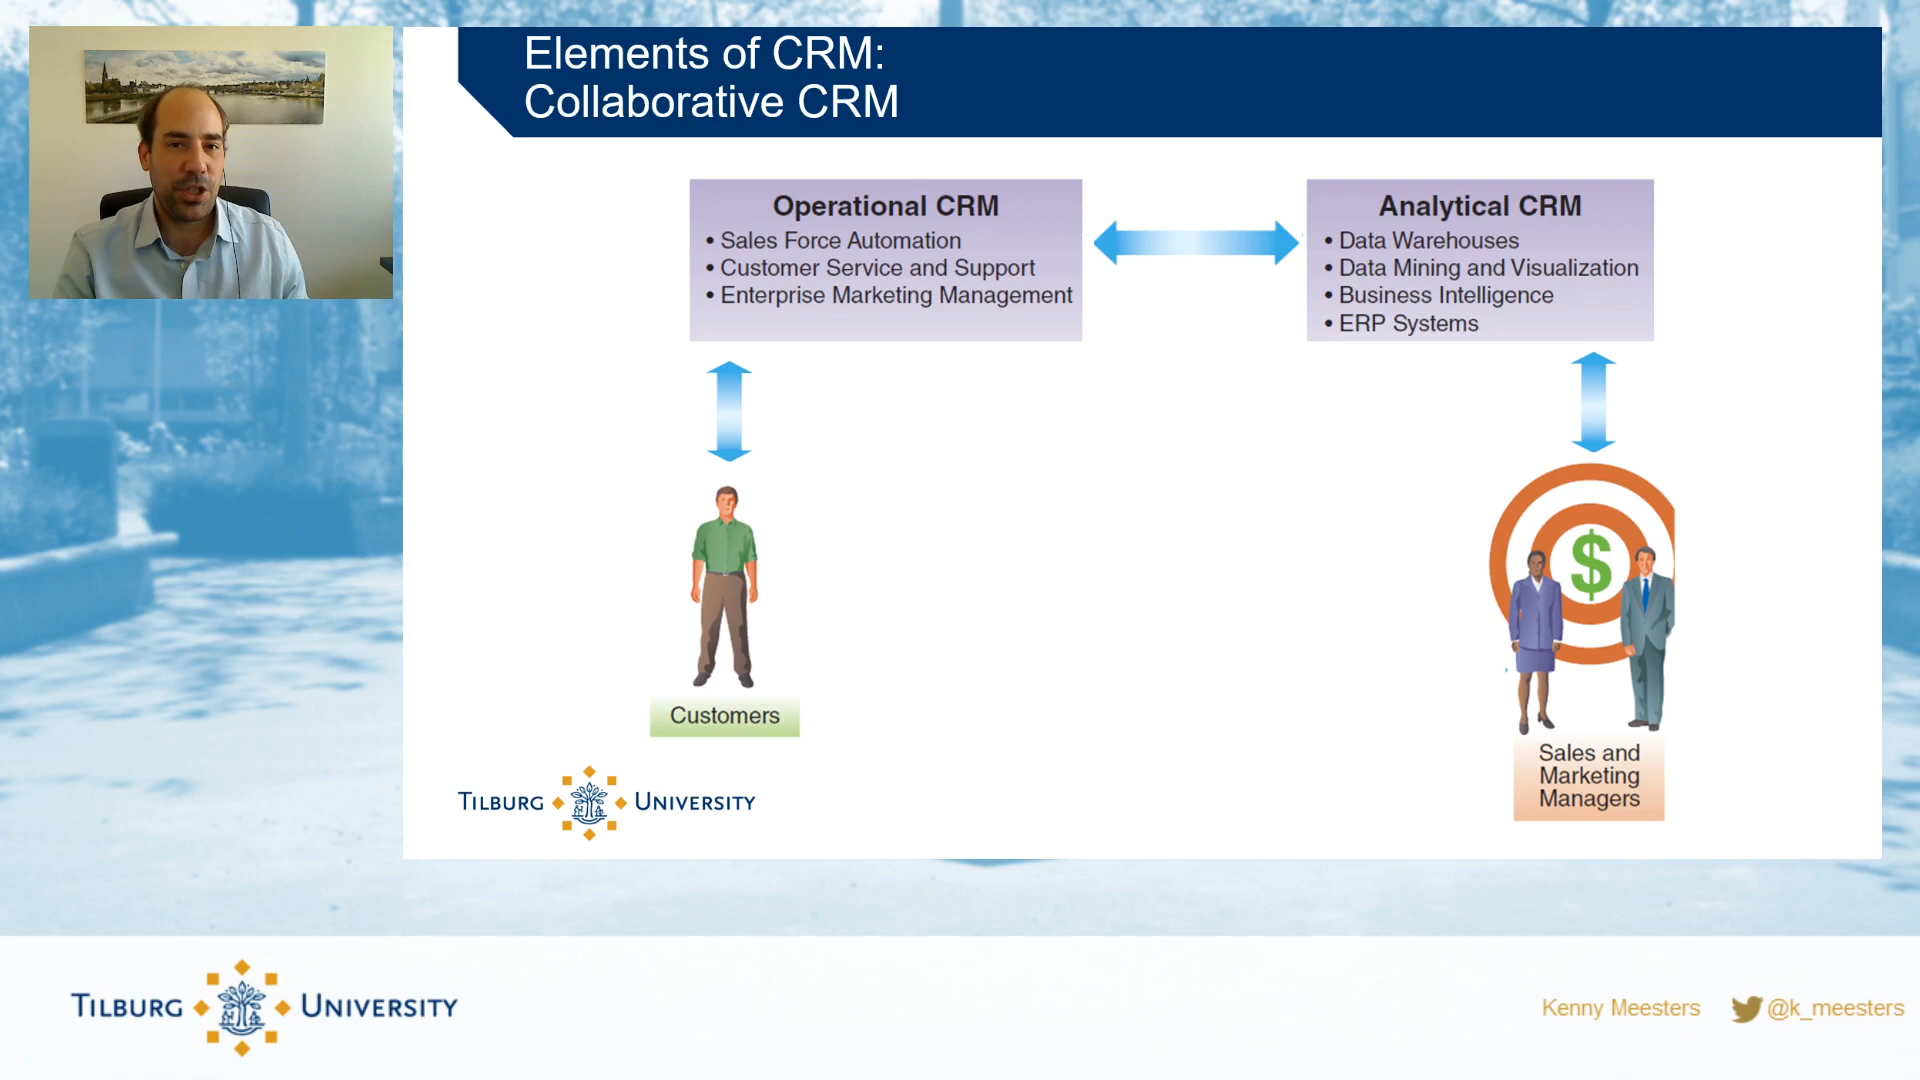 Elements of CRM:
Collaborative CRM
Operational CRM
• Sales Force Automation
• Customer Service and Support
• Enterprise Marketing Management
Analytical CRM
• Data Warehouses
• Data Mining and Visualization
• Business Intelligence
• ERP Systems
$
Customers
Sales and
Marketing
Managers
TILBURG UNIVERSITY
TILBURG UNIVERSITY
Kenny Meesters @k_meesters